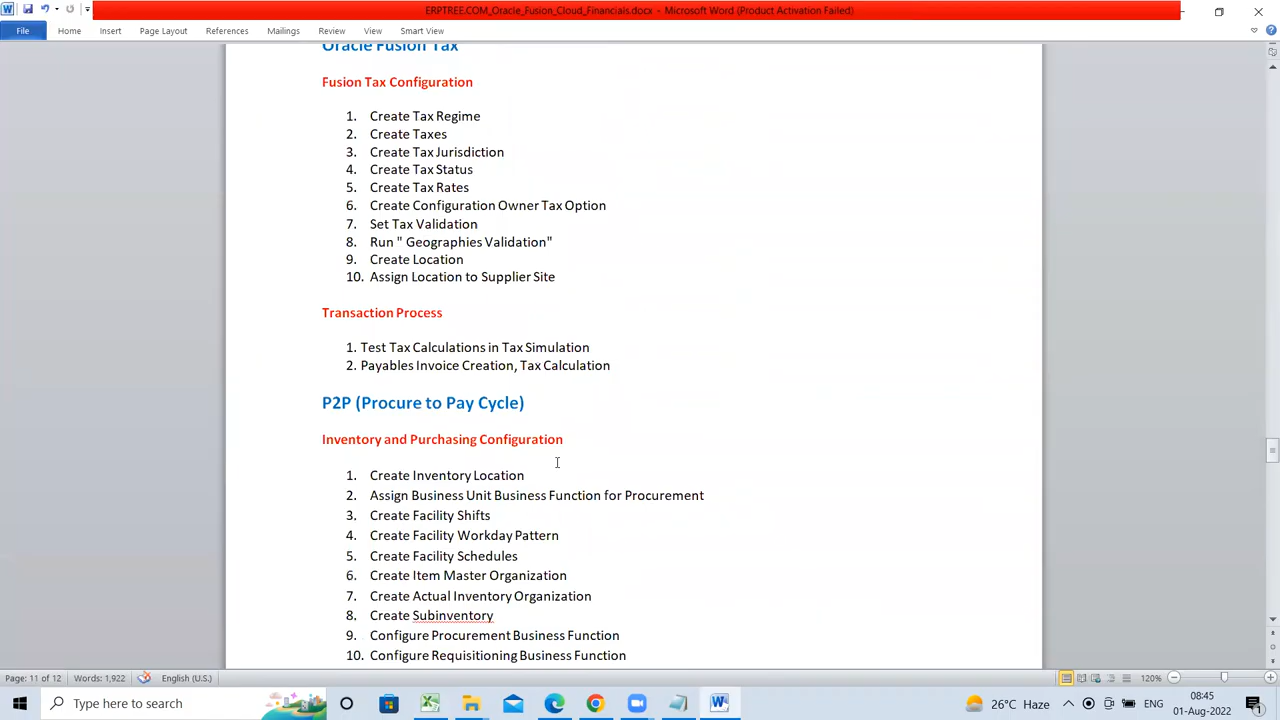 ERPTREE.COM_Oracle_Fusion_Cloud_Financials.docx - Microsoft Word (Product Activation Failed)
File Home Insert Page Layout References Mailings Review View Smart View
Oracle Fusion Tax
Fusion Tax Configuration
1. Create Tax Regime
2. Create Taxes
3. Create Tax Jurisdiction
4. Create Tax Status
5. Create Tax Rates
6. Create Configuration Owner Tax Option
7. Set Tax Validation
8. Run " Geographies Validation"
9. Create Location
10. Assign Location to Supplier Site
Transaction Process
1. Test Tax Calculations in Tax Simulation
2. Payables Invoice Creation, Tax Calculation
P2P (Procure to Pay Cycle)
Inventory and Purchasing Configuration
1. Create Inventory Location
2. Assign Business Unit Business Function for Procurement
3. Create Facility Shifts
4. Create Facility Workday Pattern
5. Create Facility Schedules
6. Create Item Master Organization
7. Create Actual Inventory Organization
8. Create Subinventory
9. Configure Procurement Business Function
10. Configure Requisitioning Business Function
Page: 11 of 12 Words: 1,922 English (U.S.) 120%
Type here to search 26°C Haze ENG 08:45
01-Aug-2022